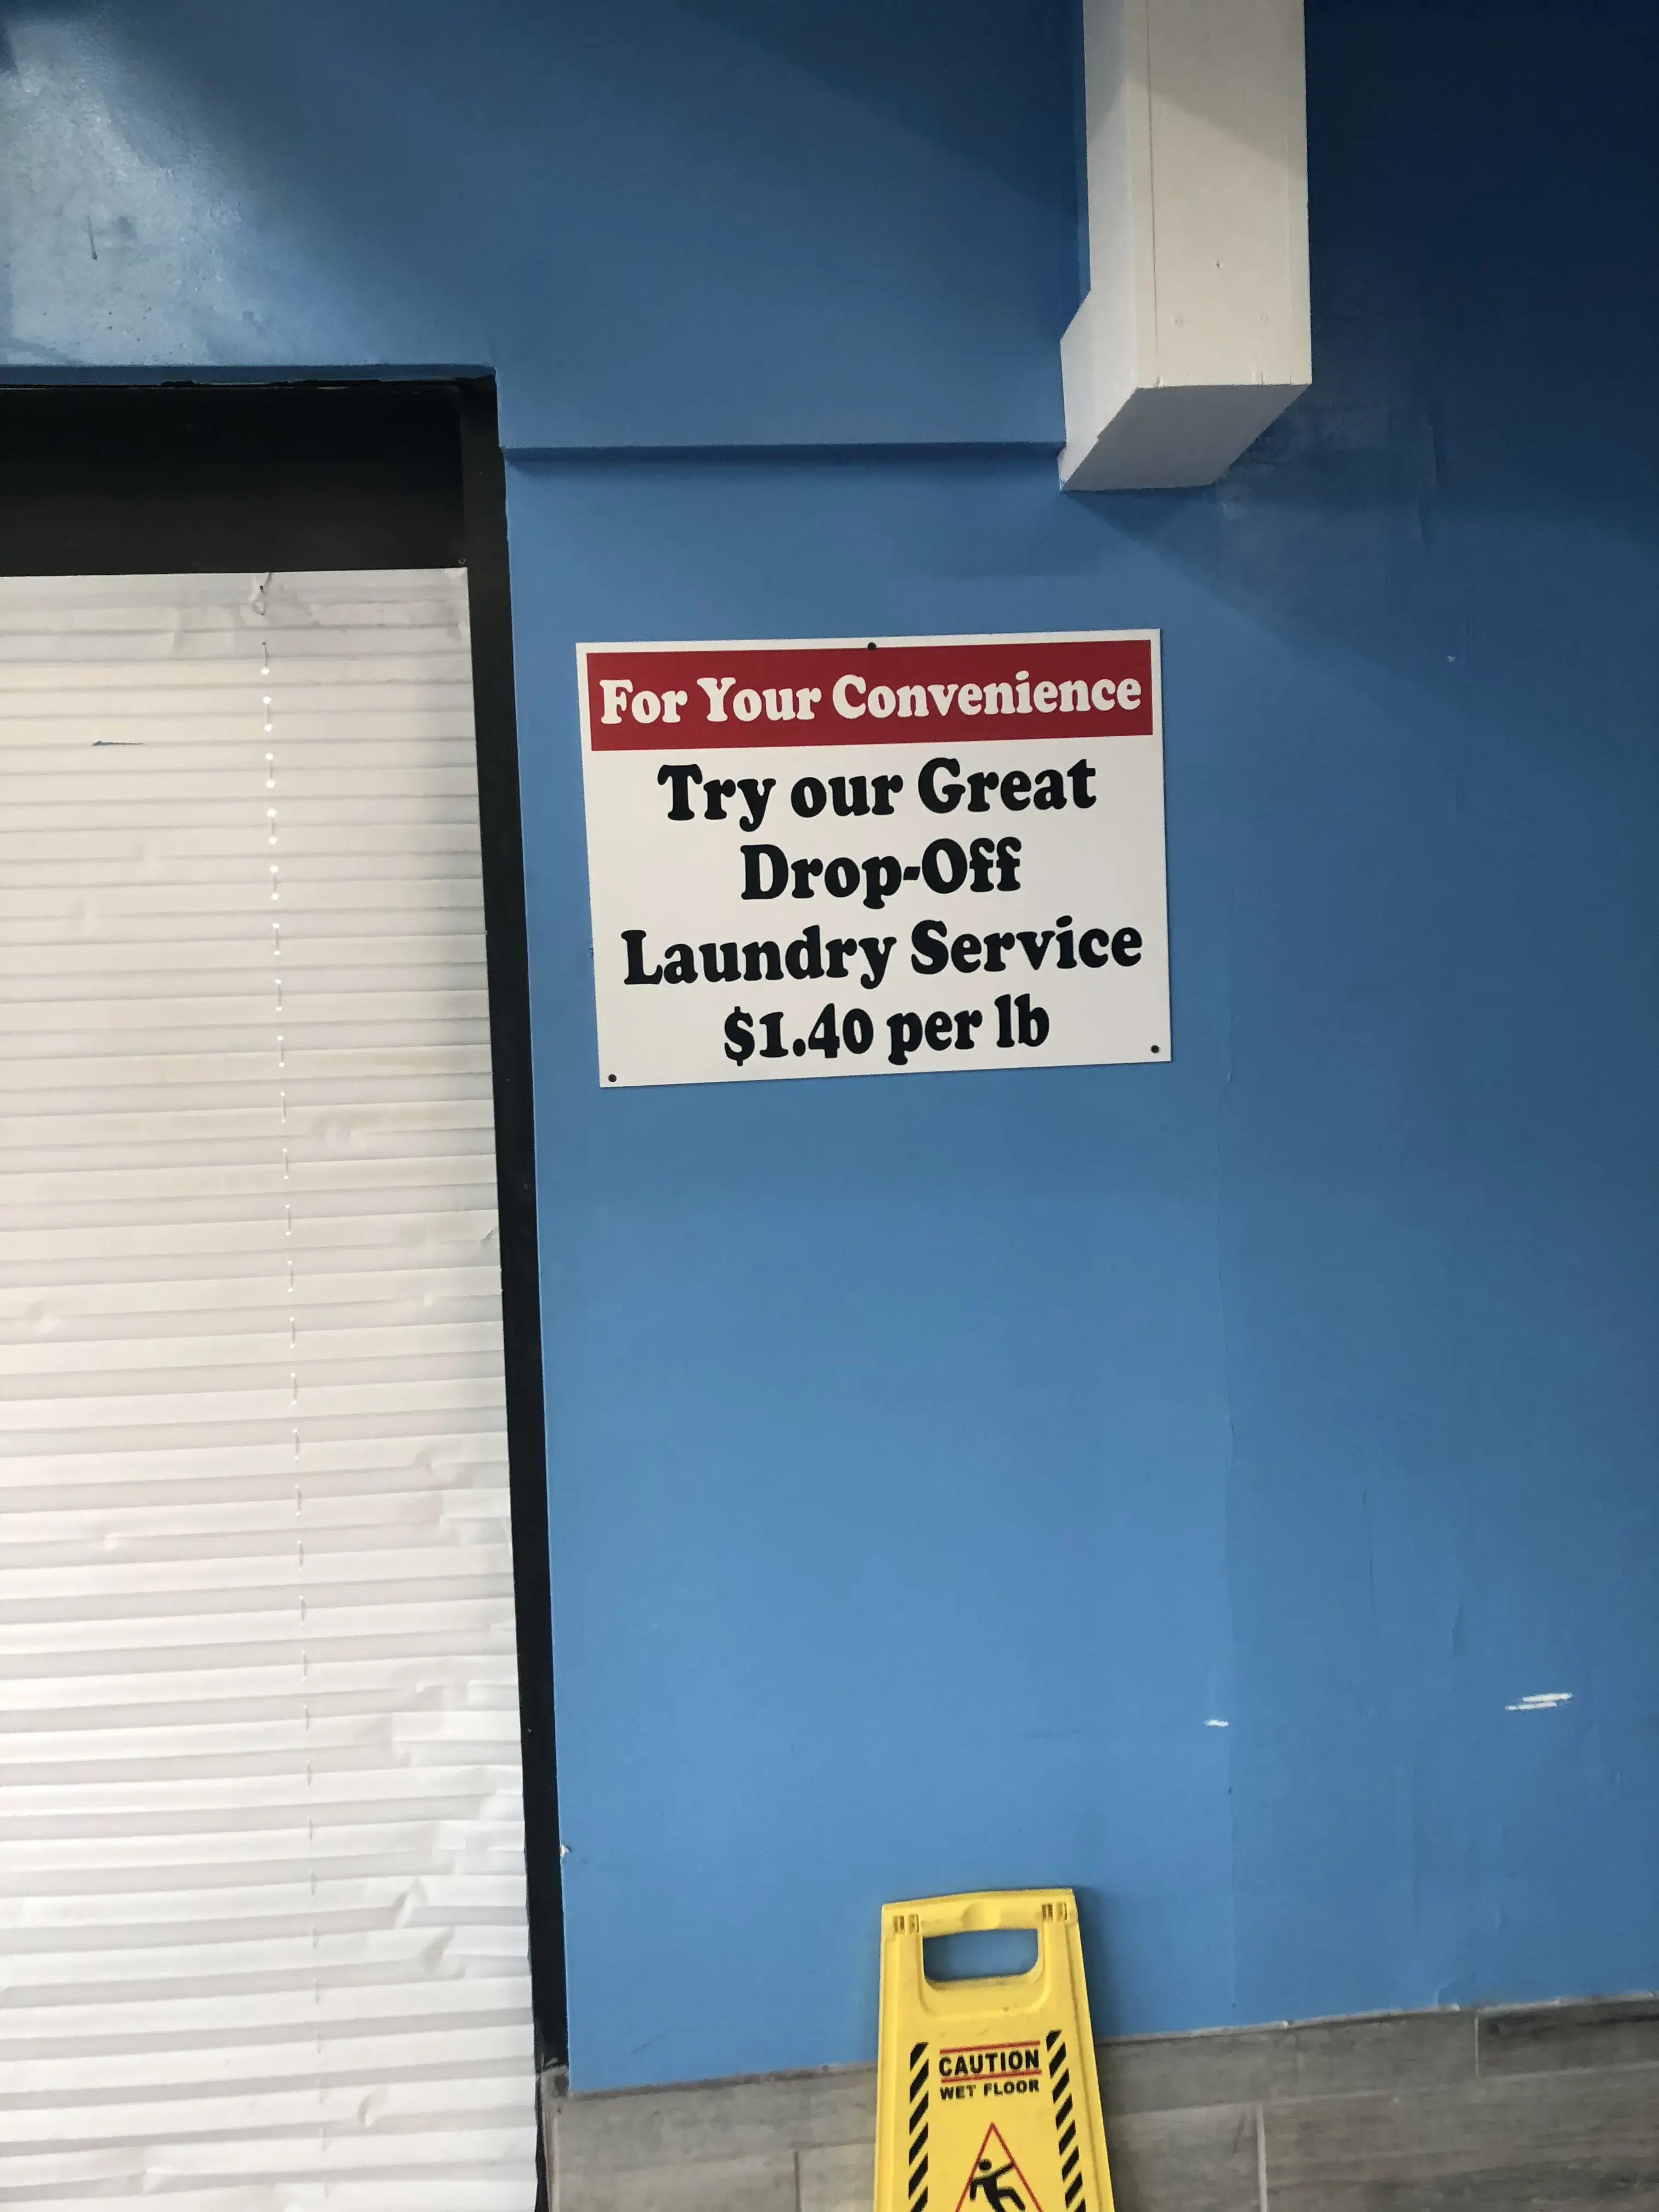 For Your Convenience
Try our Great
Drop-Off
Laundry Service
$1.40 per lb
CAUTION
WET FLOOR